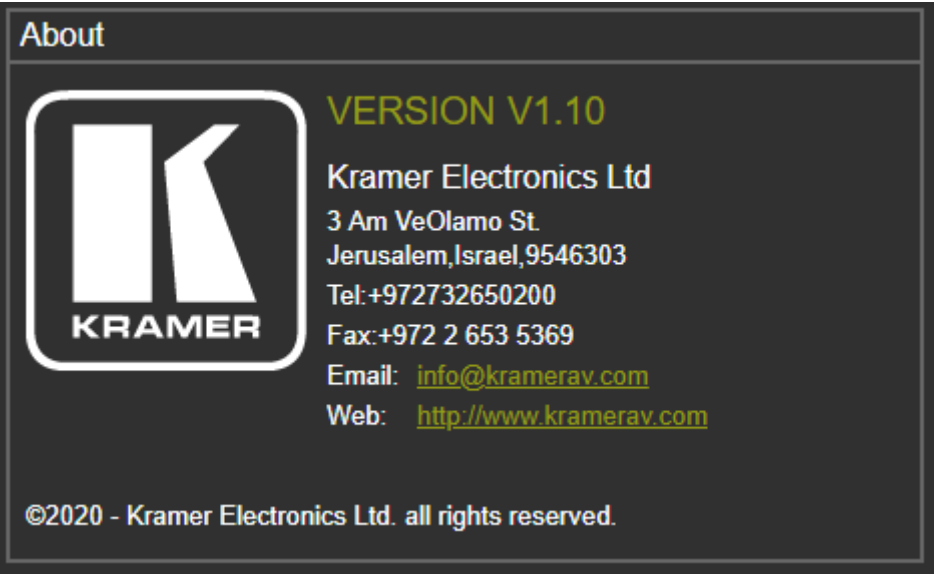 About
VERSION V1.10
Kramer Electronics Ltd
3 Am VeOlamo St.
Jerusalem,Israel,9546303
Tel:+972732650200
Fax:+972 2 653 5369
Email: info@kramerav.com
Web: http://www.kramerav.com
KRAMER
©2020 - Kramer Electronics Ltd. all rights reserved.